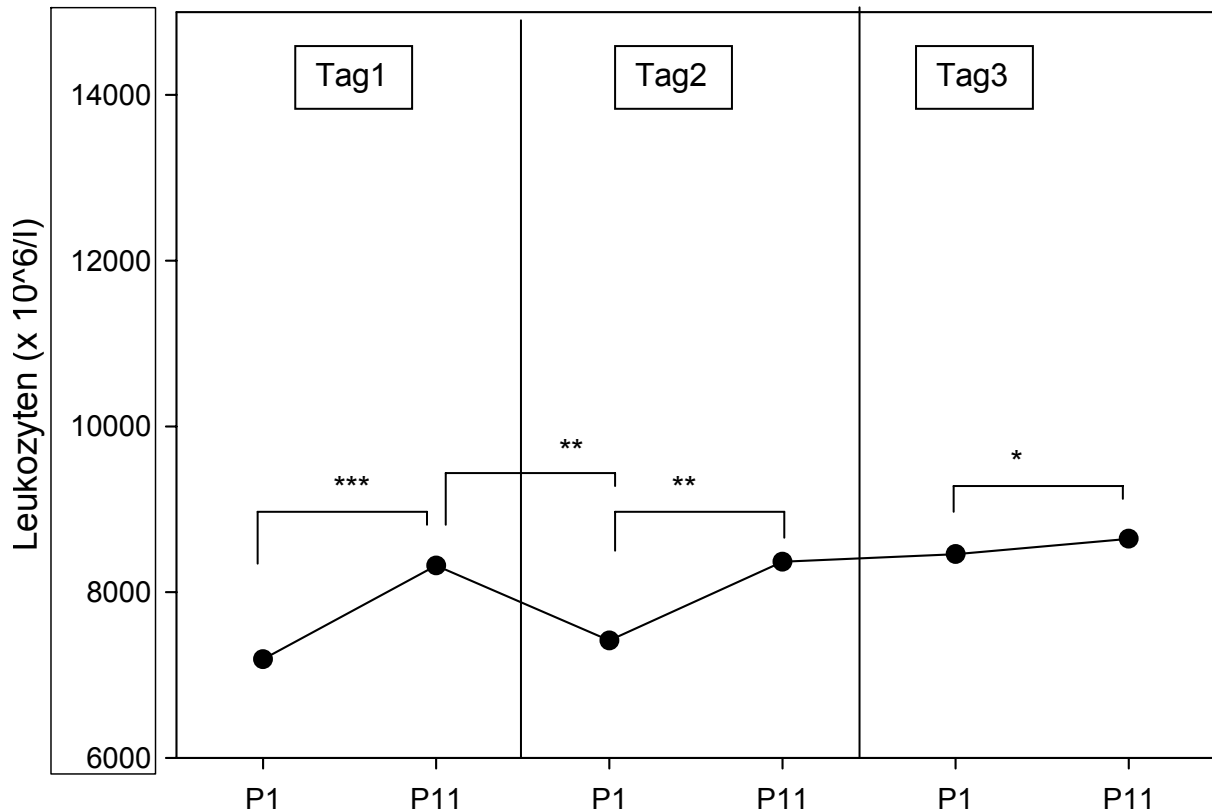 Tag1
Tag2
Tag3
14000
12000
10000
8000
6000
Leukozyten (x 10^6/l)
***
**
**
*
P1
P11
P1
P11
P1
P11